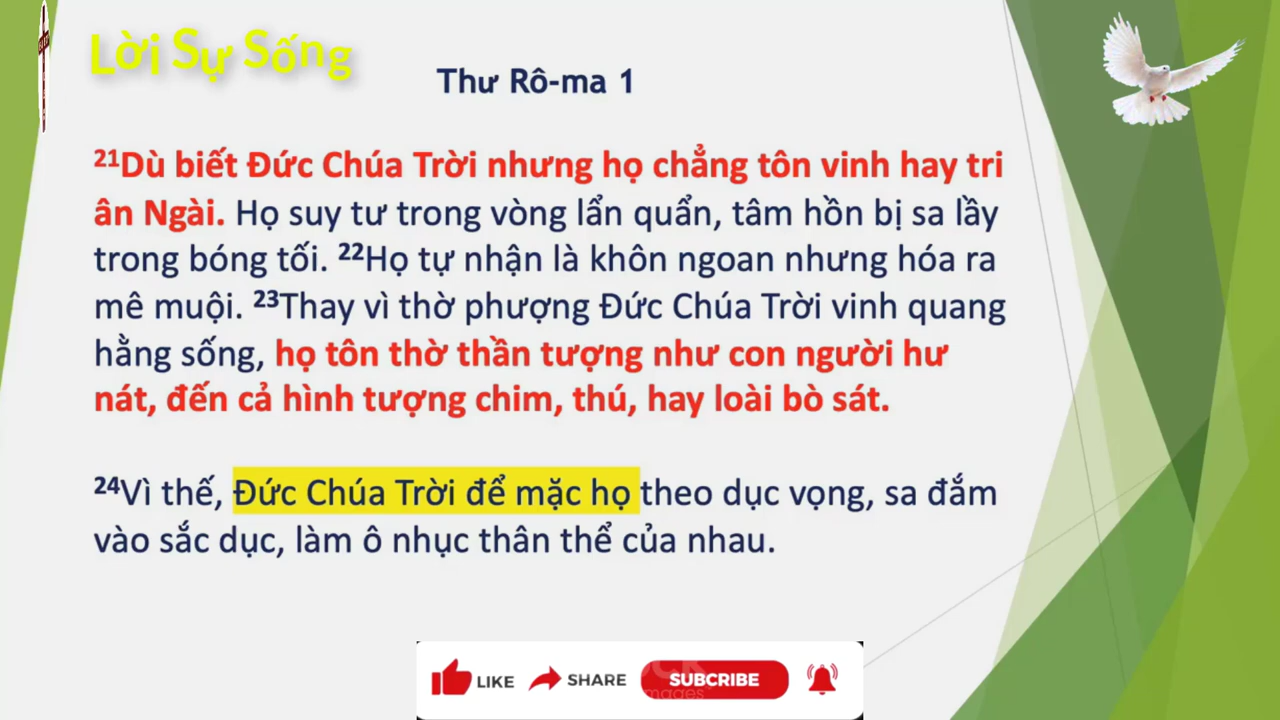 Lời Sự Sống
Thư Rô-ma 1
²¹Dù biết Đức Chúa Trời nhưng họ chẳng tôn vinh hay tri
ân Ngài. Họ suy tư trong vòng lẩn quẩn, tâm hồn bị sa lầy
trong bóng tối. ²²Họ tự nhận là khôn ngoan nhưng hóa ra
mê muội. ²³Thay vì thờ phượng Đức Chúa Trời vinh quang
hằng sống, họ tôn thờ thần tượng như con người hư
nát, đến cả hình tượng chim, thú, hay loài bò sát.
²⁴Vì thế, Đức Chúa Trời để mặc họ theo dục vọng, sa đắm
vào sắc dục, làm ô nhục thân thể của nhau.
LIKE SHARE SUBCRIBE